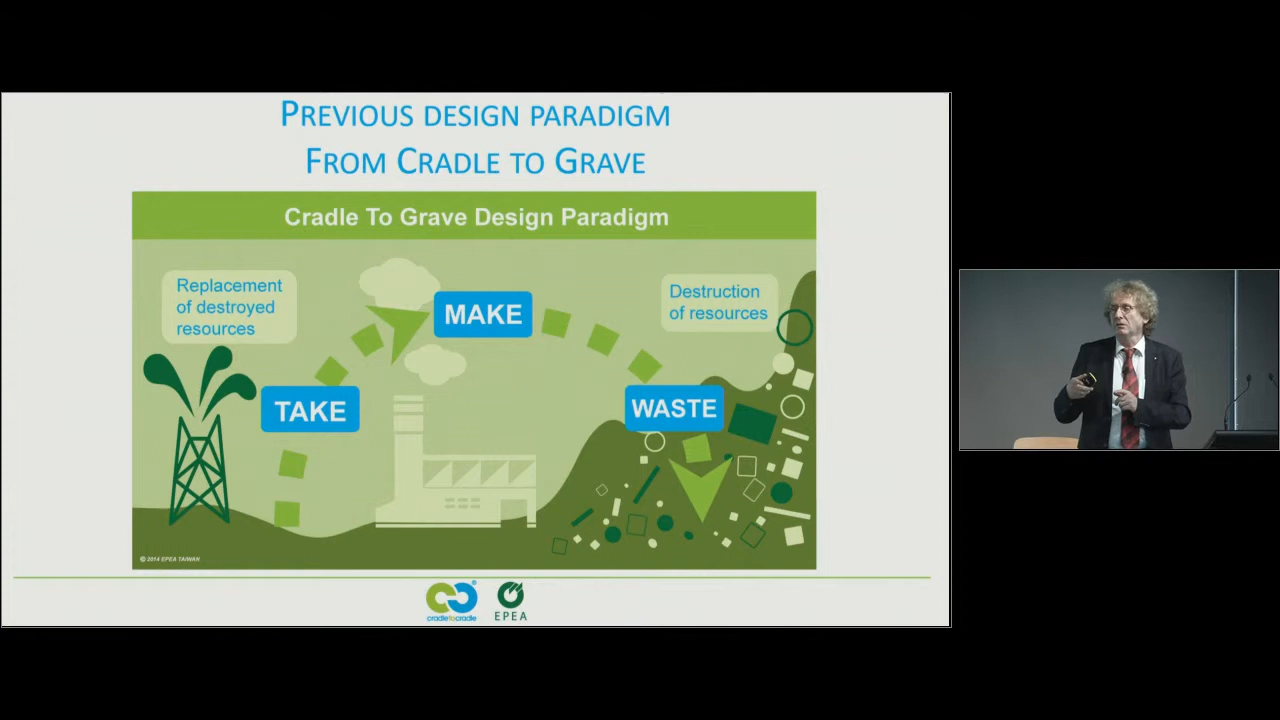 PREVIOUS DESIGN PARADIGM
FROM CRADLE TO GRAVE
Cradle To Grave Design Paradigm
Replacement
of destroyed
resources
MAKE
Destruction
of resources
TAKE
WASTE
© 2014 EPEA TAIWAN
cradletocradle
®
EPEA